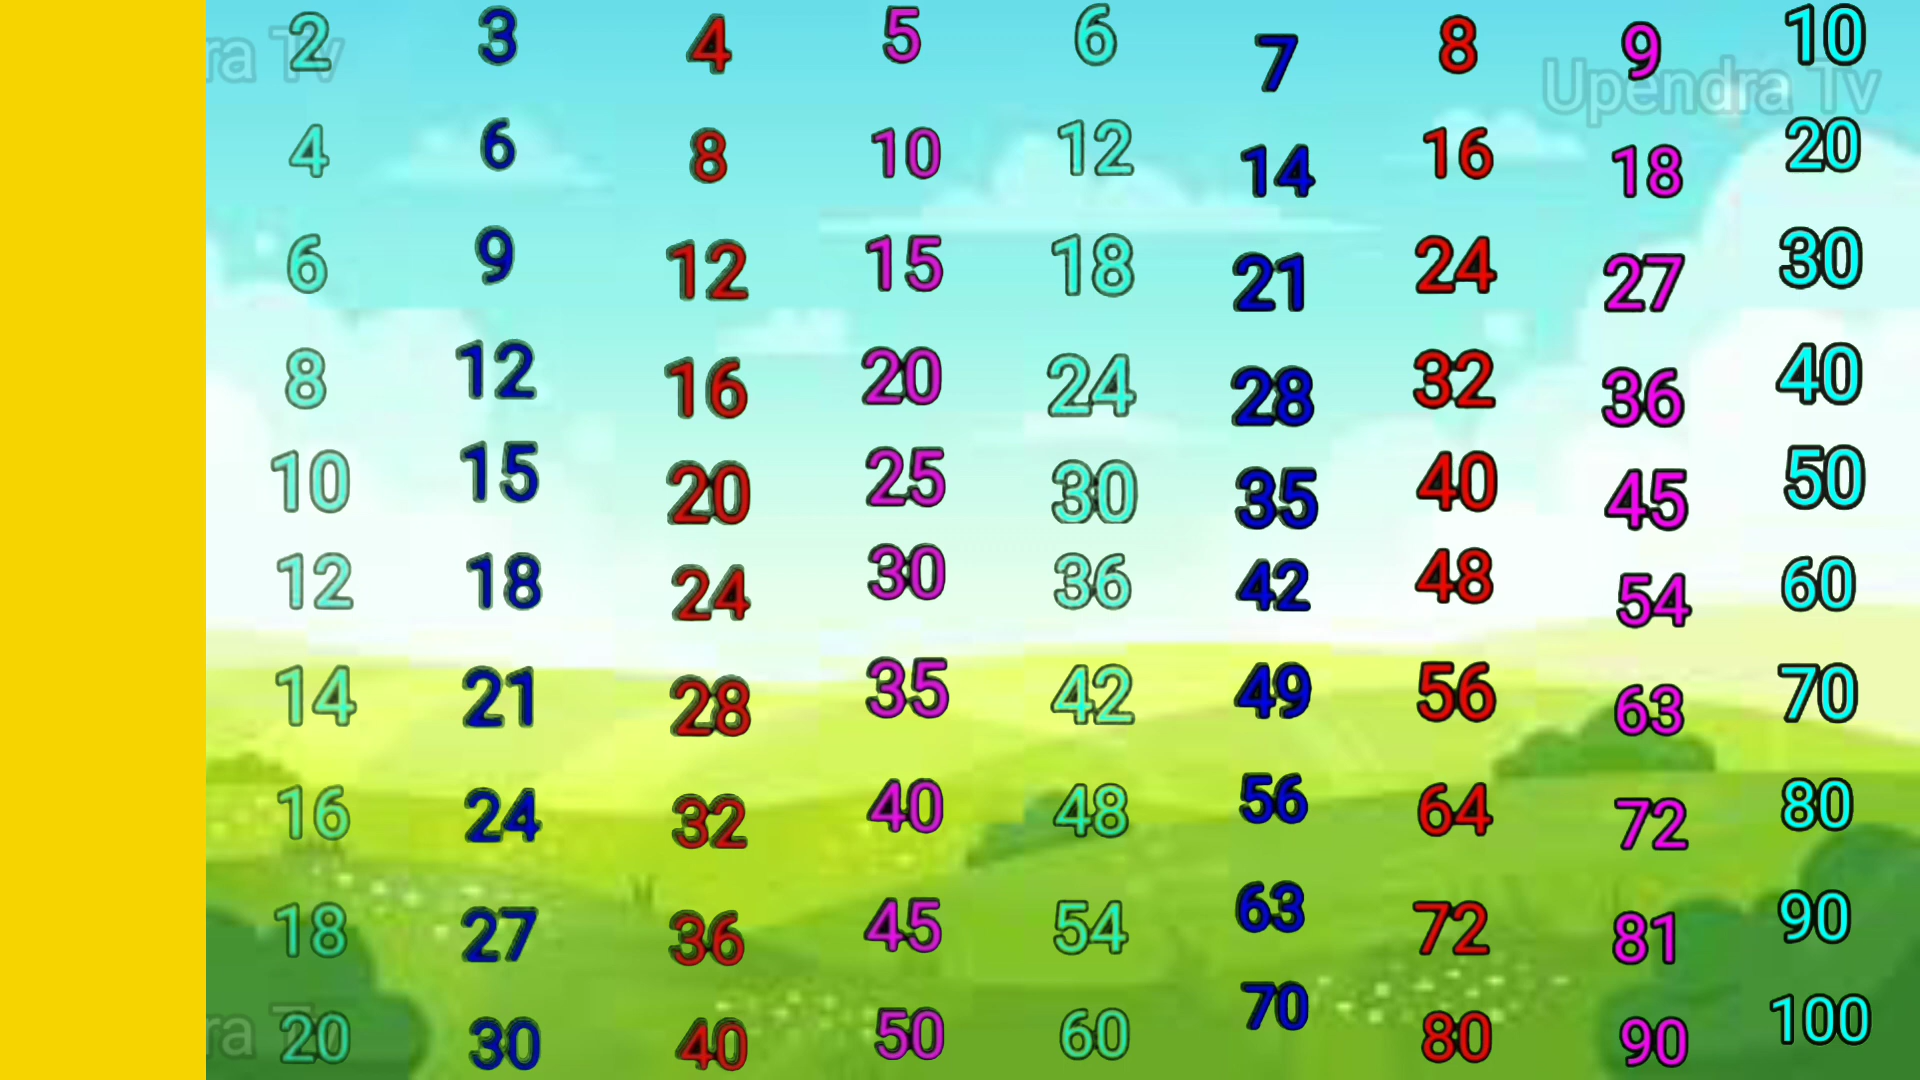 2 3 4 5 6 7 8 9 10
ra Tv Upendra Tv
4 6 8 10 12 14 16 18 20
6 9 12 15 18 21 24 27 30
8 12 16 20 24 28 32 36 40
10 15 20 25 30 35 40 45 50
12 18 24 30 36 42 48 54 60
14 21 28 35 42 49 56 63 70
16 24 32 40 48 56 64 72 80
18 27 36 45 54 63 72 81 90
20 30 40 50 60 70 80 90 100
ra T